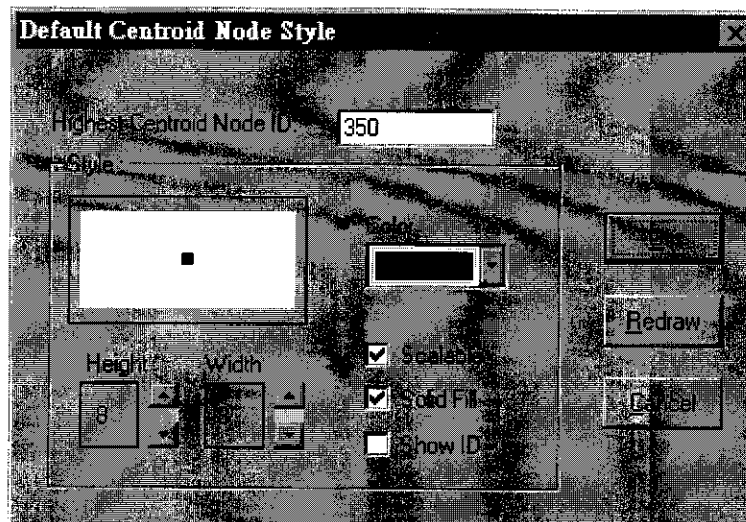 Default Centroid Node Style
Highest Centroid Node ID
350
Style
Color
Redraw
Height
Width
Scalable
8
Solid Fill
Cancel
Show ID